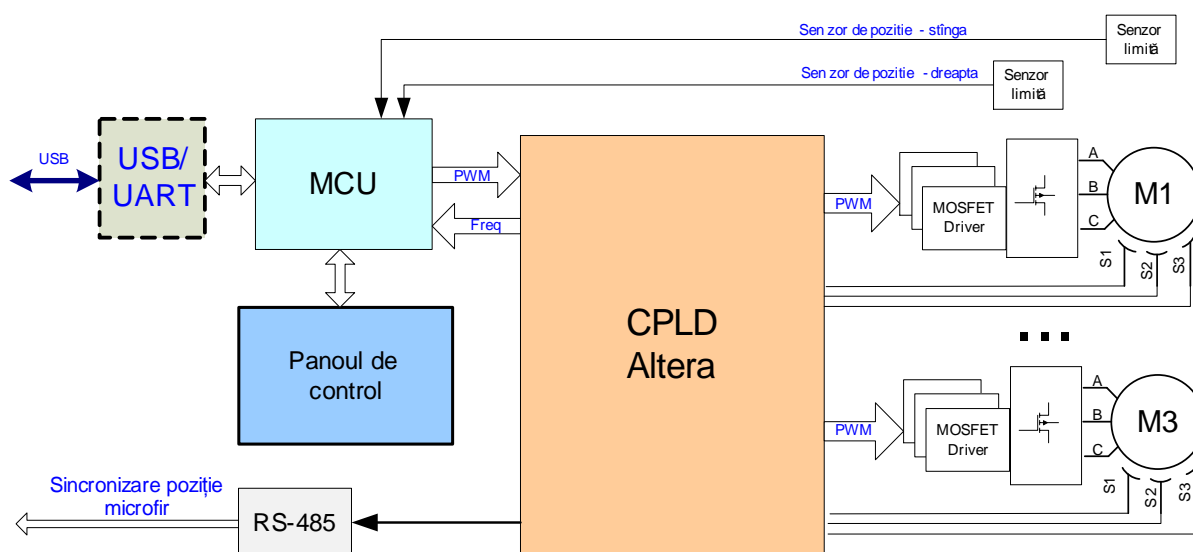 Sen zor de pozitie - stînga
Senzor
limită
Sen zor de pozitie - dreapta
Senzor
limită
USB
USB/
UART
MCU
PWM
Freq
Panoul de
control
CPLD
Altera
PWM
MOSFET
Driver
A
B
C
M1
S1
S2
S3
...
PWM
MOSFET
Driver
A
B
C
M3
S1
S2
S3
Sincronizare poziție
microfir
RS-485